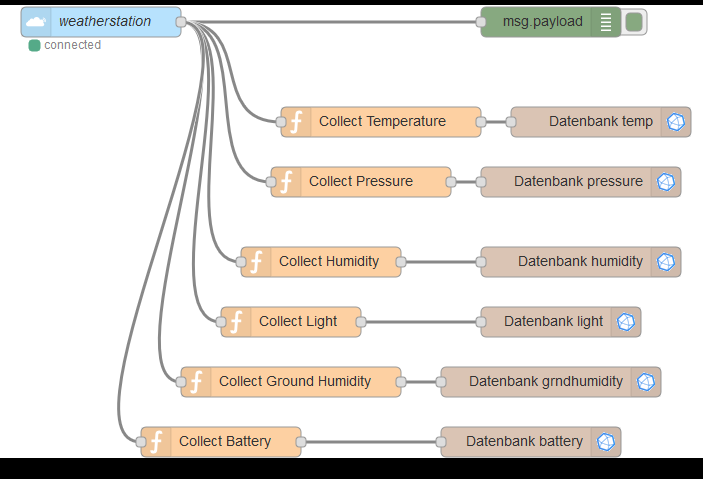 weatherstation
msg.payload
connected
Collect Temperature
Datenbank temp
Collect Pressure
Datenbank pressure
Collect Humidity
Datenbank humidity
Collect Light
Datenbank light
Collect Ground Humidity
Datenbank grndhumidity
Collect Battery
Datenbank battery